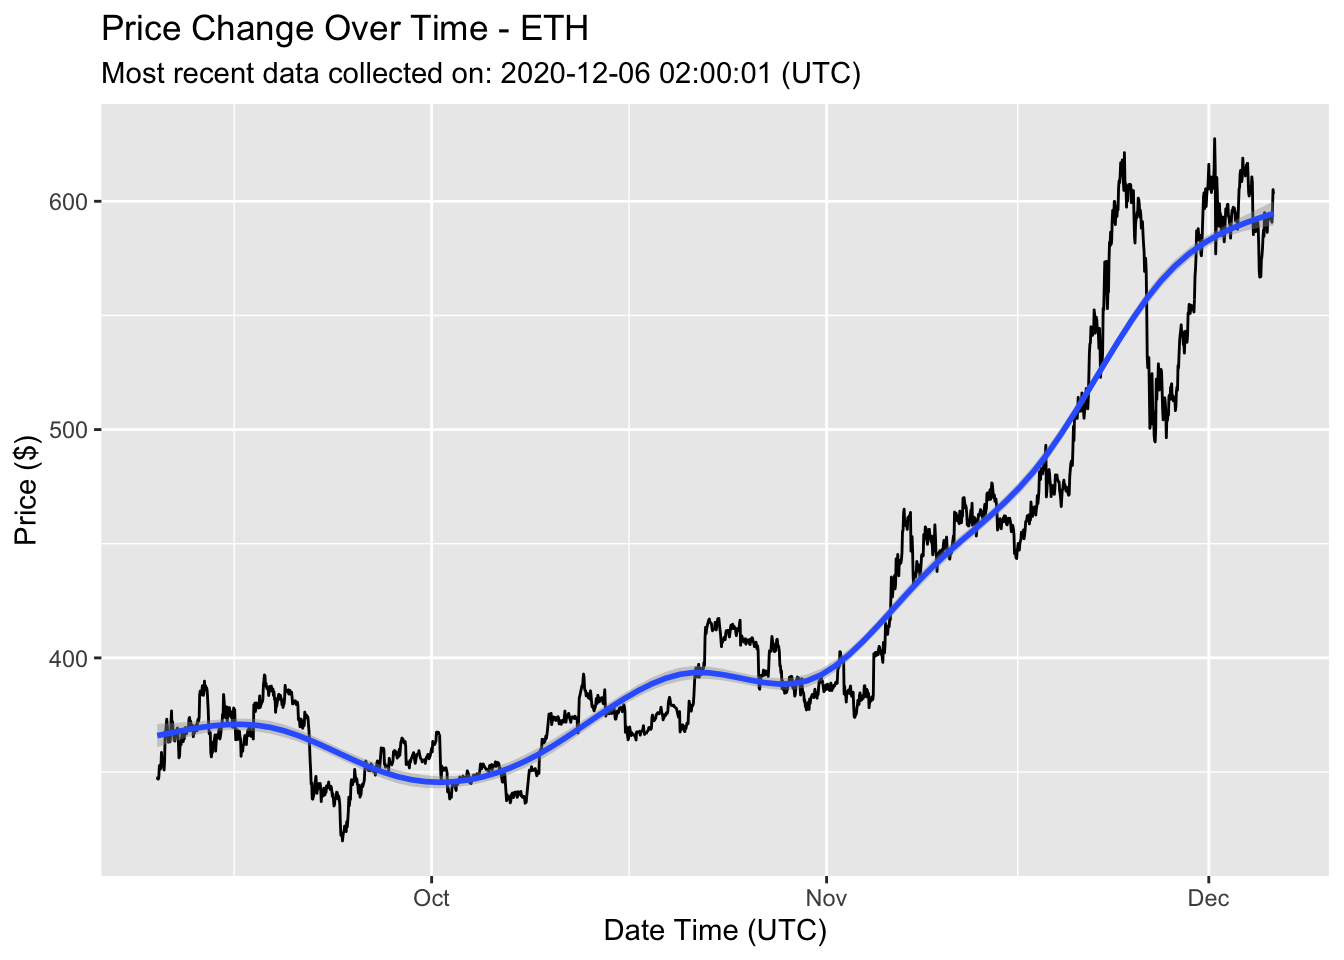 Price Change Over Time - ETH
Most recent data collected on: 2020-12-06 02:00:01 (UTC)
Price ($)
600
500
400
Oct
Nov
Dec
Date Time (UTC)